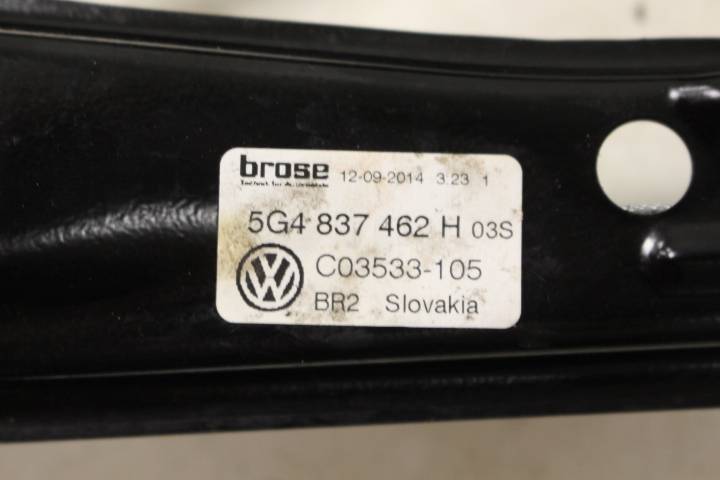 brose 12-09-2014 3.23 1
5G4 837 462 H 03S
C03533-105
BR2 Slovakia